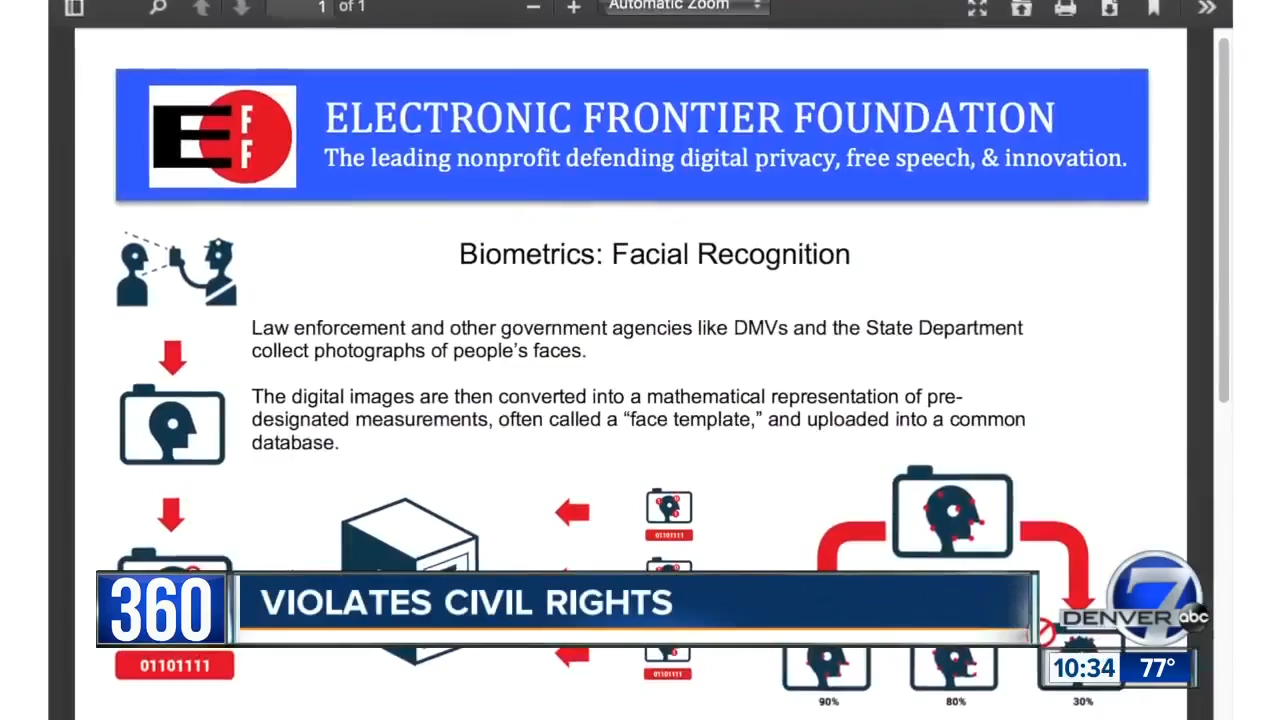 1 of 1
Automatic Zoom
E
F
F
ELECTRONIC FRONTIER FOUNDATION
The leading nonprofit defending digital privacy, free speech, & innovation.
Biometrics: Facial Recognition
Law enforcement and other government agencies like DMVs and the State Department
collect photographs of people's faces.
The digital images are then converted into a mathematical representation of pre-
designated measurements, often called a “face template,” and uploaded into a common
database.
01101111
360
VIOLATES CIVIL RIGHTS
7
DENVER abc
01101111
01101111
10:34 77°
90%
80%
30%